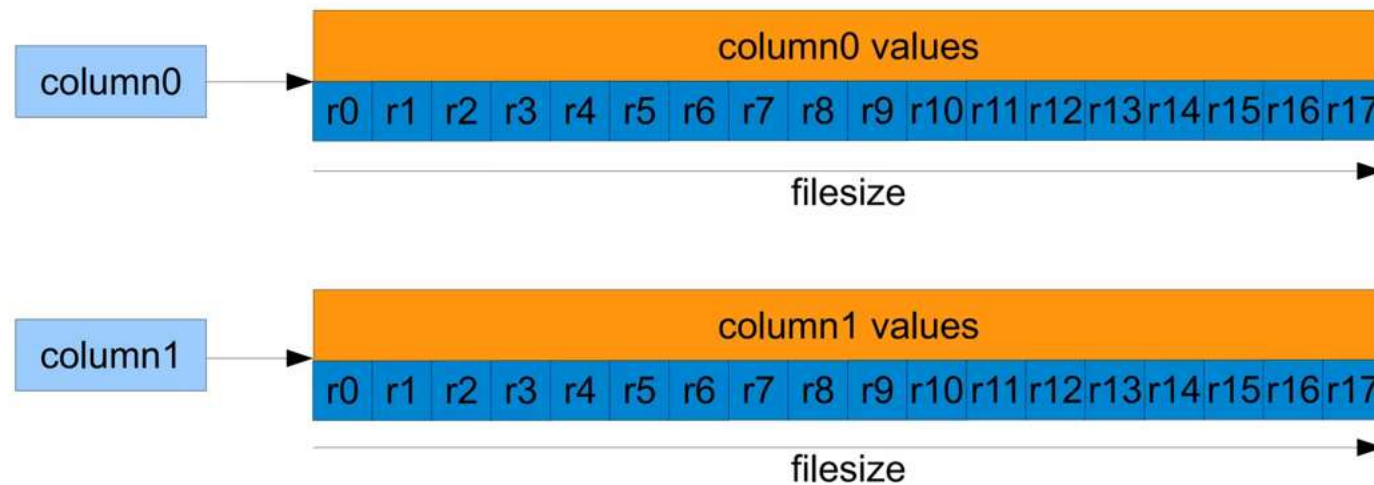 column0 values
column0
r0 r1 r2 r3 r4 r5 r6 r7 r8 r9 r10 r11 r12 r13 r14 r15 r16 r17
filesize
column1 values
column1
r0 r1 r2 r3 r4 r5 r6 r7 r8 r9 r10 r11 r12 r13 r14 r15 r16 r17
filesize